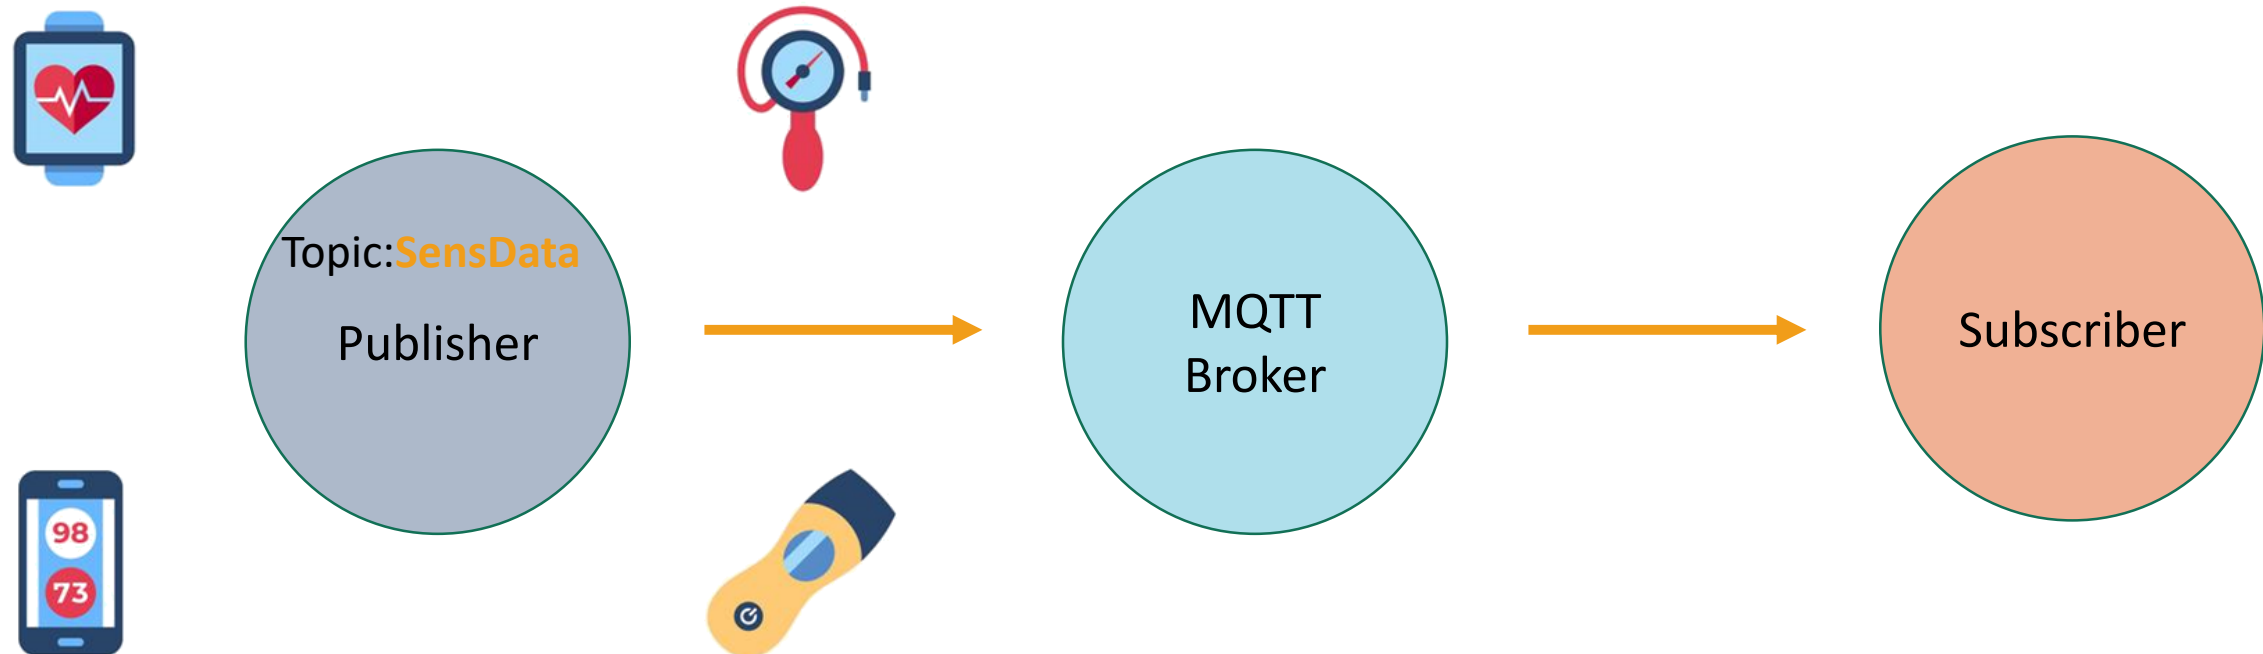 Topic:SensData
Publisher
MQTT
Broker
Subscriber
98
73